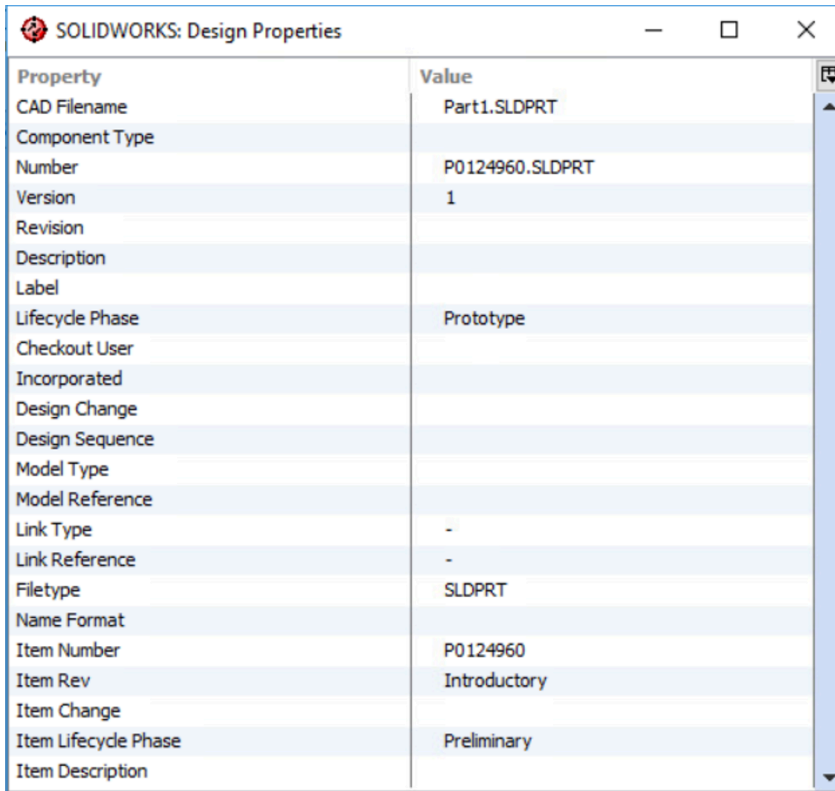 SOLIDWORKS: Design Properties
Property Value
CAD Filename Part1.SLDPRT
Component Type
Number P0124960.SLDPRT
Version 1
Revision
Description
Label
Lifecycle Phase Prototype
Checkout User
Incorporated
Design Change
Design Sequence
Model Type
Model Reference
Link Type -
Link Reference -
Filetype SLDPRT
Name Format
Item Number P0124960
Item Rev Introductory
Item Change
Item Lifecycle Phase Preliminary
Item Description